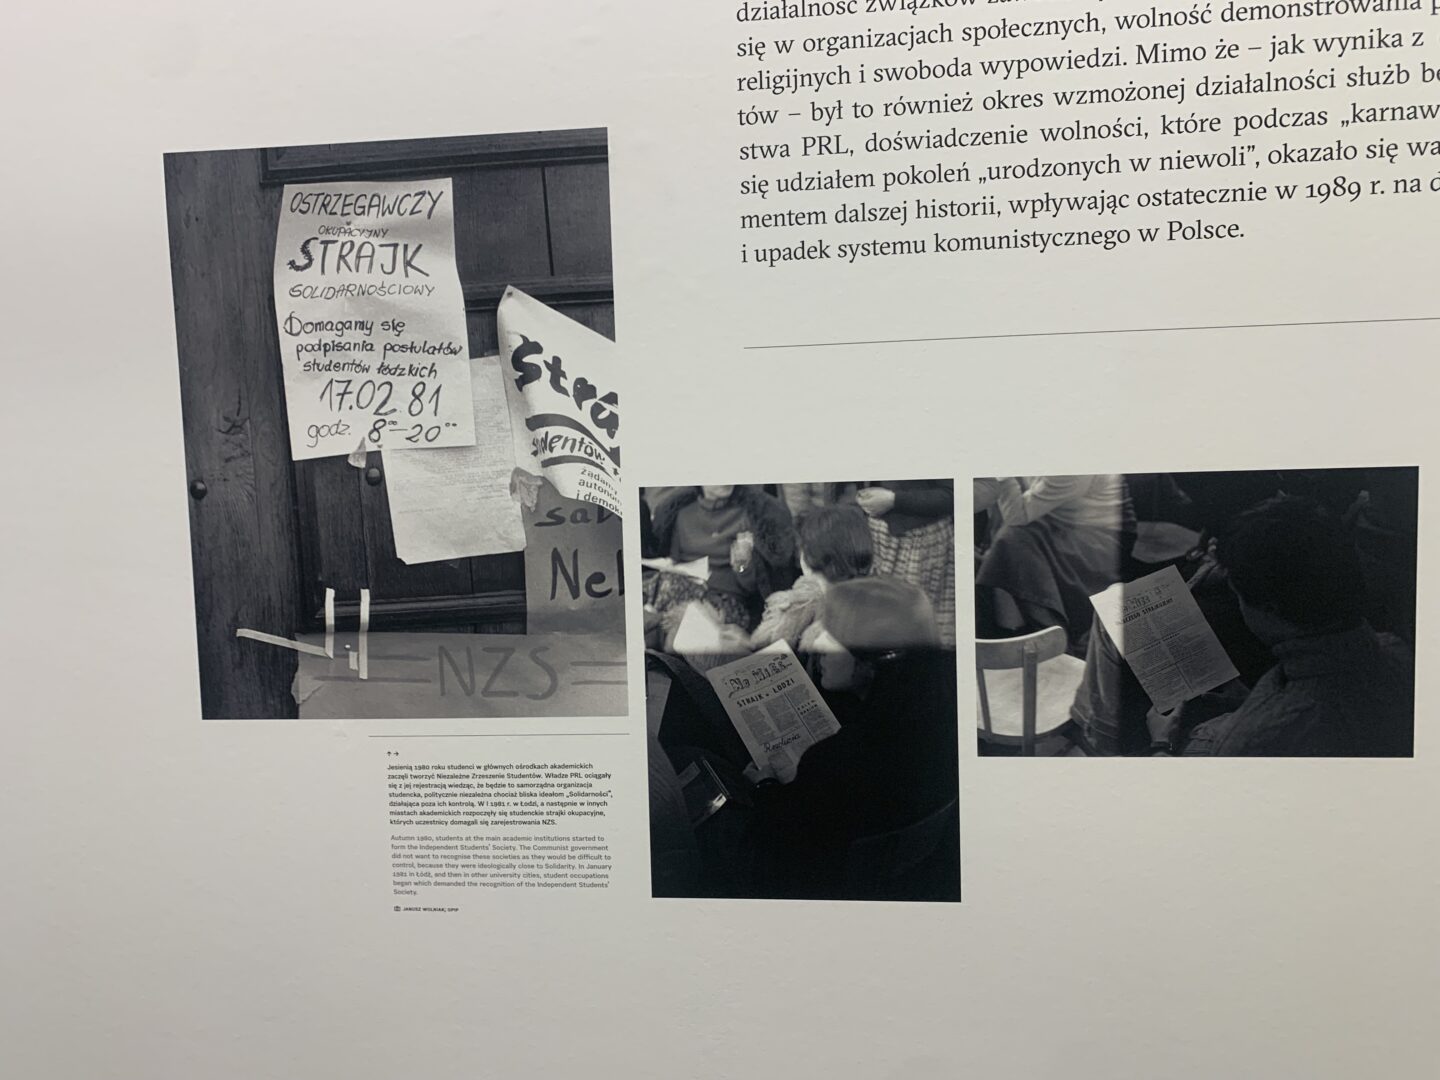 działalność związków
się w organizacjach społecznych, wolność demonstrowania
religijnych i swoboda wypowiedzi. Mimo że – jak wynika z
tów – był to również okres wzmożonej działalności służb
stwa PRL, doświadczenie wolności, które podczas „karnaw
się udziałem pokoleń „urodzonych w niewoli”, okazało się
mentem dalszej historii, wpływając ostatecznie w 1989 r. na
i upadek systemu komunistycznego w Polsce.
OSTRZEGAWCZY
OKUPACYJNY
STRAJK
SOLIDARNOŚCIOWY
Domagamy się
podpisania postulatów
studentów łódzkich
17.02.81
godz. 8⁰⁰–20⁰⁰
Stra
studentów
żądam
autono
i demok
sal
NZS
STRAJK w ŁODZI
Rezolucja
↑ →
Jesienią 1980 roku studenci w głównych ośrodkach akademickich
zaczęli tworzyć Niezależne Zrzeszenie Studentów. Władze PRL ociągały
się z jej rejestracją wiedząc, że będzie to samorządna organizacja
studencka, politycznie niezależna chociaż bliska ideałom „Solidarności”,
działająca poza ich kontrolą. W I 1981 r. w Łodzi, a następnie w innych
miastach akademickich rozpoczęły się studenckie strajki okupacyjne,
których uczestnicy domagali się zarejestrowania NZS.
Autumn 1980, students at the main academic institutions started to
form the Independent Students' Society. The Communist government
did not want to recognise these societies as they would be difficult to
control, because they were ideologically close to Solidarity. In January
1981 in Łódź, and then in other university cities, student occupations
began which demanded the recognition of the Independent Students'
Society.
JANUSZ WOLNIAK, OPIP